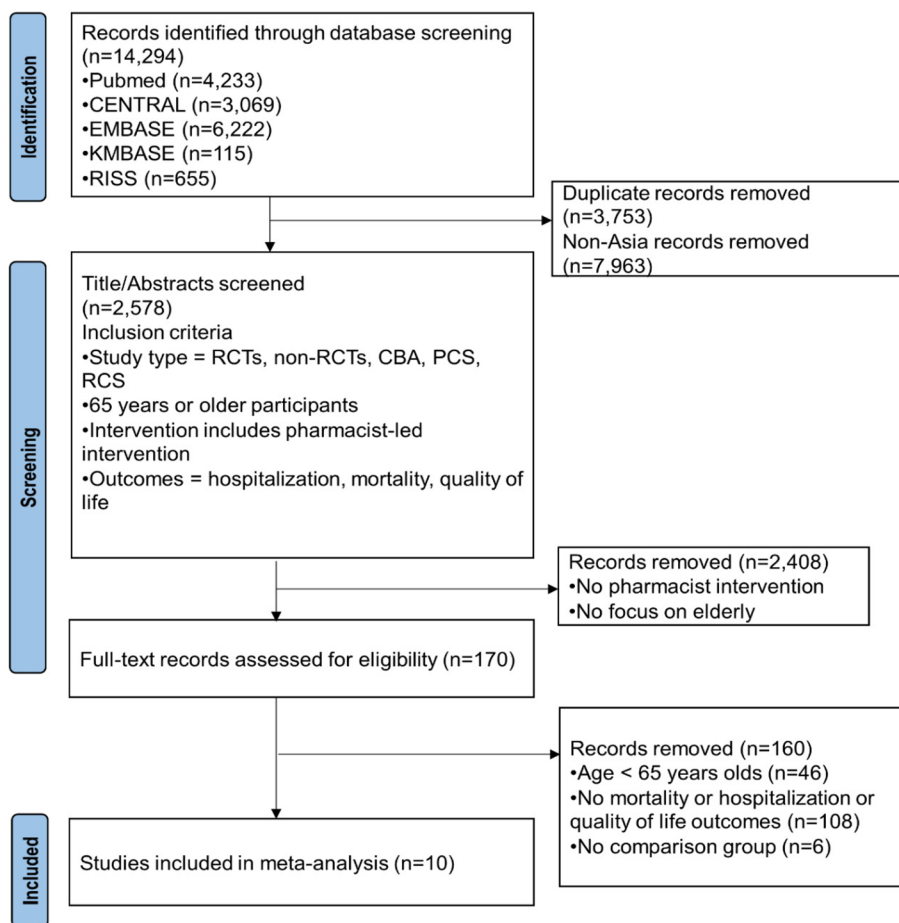 Identification
Records identified through database screening
(n=14,294)
•Pubmed (n=4,233)
•CENTRAL (n=3,069)
•EMBASE (n=6,222)
•KMBASE (n=115)
•RISS (n=655)
Duplicate records removed
(n=3,753)
Non-Asia records removed
(n=7,963)
Screening
Title/Abstracts screened
(n=2,578)
Inclusion criteria
•Study type = RCTs, non-RCTs, CBA, PCS,
RCS
•65 years or older participants
•Intervention includes pharmacist-led
intervention
•Outcomes = hospitalization, mortality, quality of
life
Records removed (n=2,408)
•No pharmacist intervention
•No focus on elderly
Full-text records assessed for eligibility (n=170)
Records removed (n=160)
•Age < 65 years olds (n=46)
•No mortality or hospitalization or
quality of life outcomes (n=108)
•No comparison group (n=6)
Included
Studies included in meta-analysis (n=10)